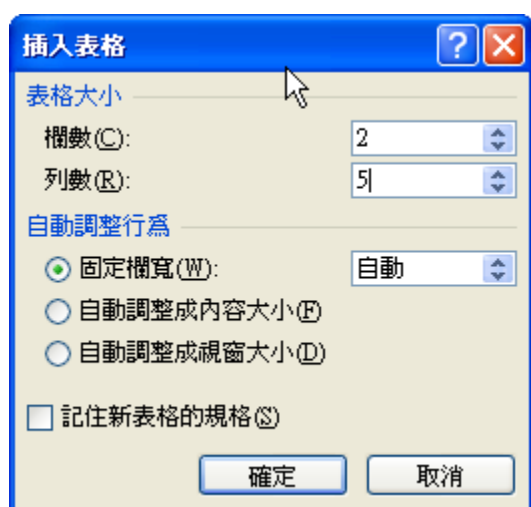 插入表格
表格大小
欄數(C): 2
列數(R): 5
自動調整行為
固定欄寬(W): 自動
自動調整成內容大小(F)
自動調整成視窗大小(D)
記住新表格的規格(S)
確定 取消